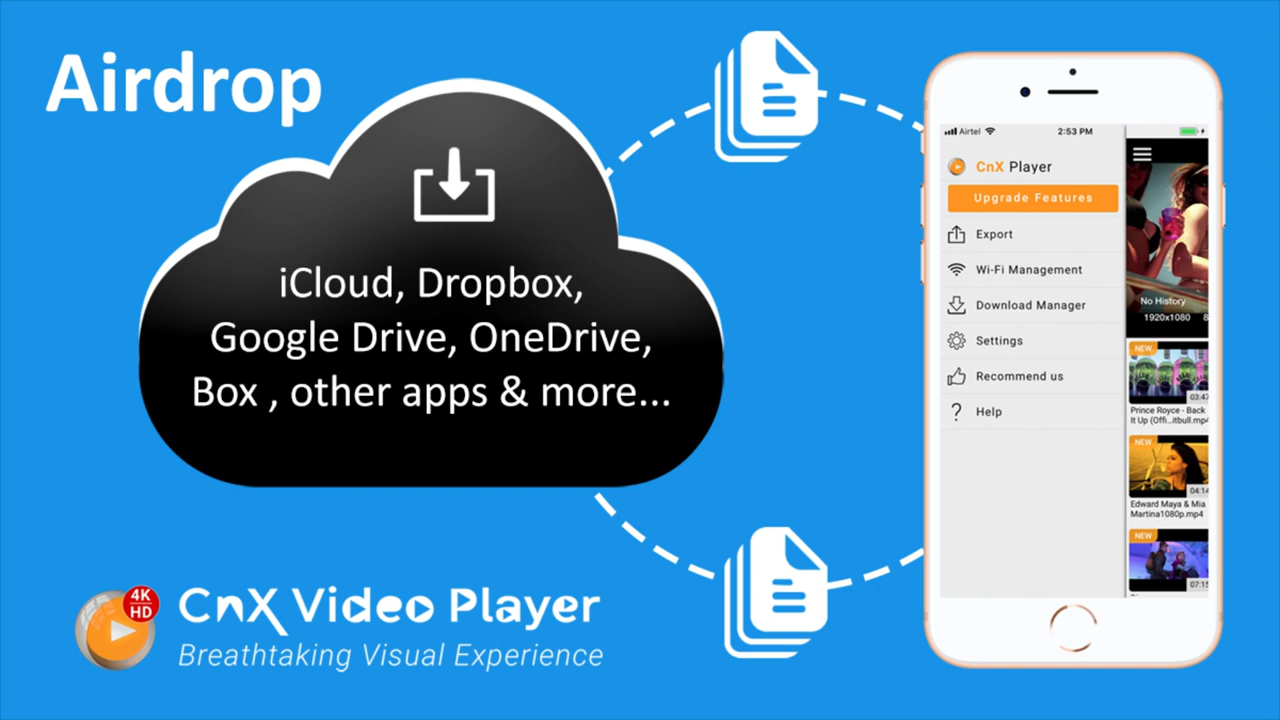 Airdrop
iCloud, Dropbox,
Google Drive, OneDrive,
Box , other apps & more...
4K
HD
CnX Video Player
Breathtaking Visual Experience
Airtel
2:53 PM
CnX Player
Upgrade Features
Export
Wi-Fi Management
Download Manager
Settings
Recommend us
Help
No History
1920x1080 8
NEW
03:47
Prince Royce - Back
It Up (Offi...itbull.mp4
NEW
04:14
Edward Maya & Mia
Martina1080p.mp4
NEW
07:15